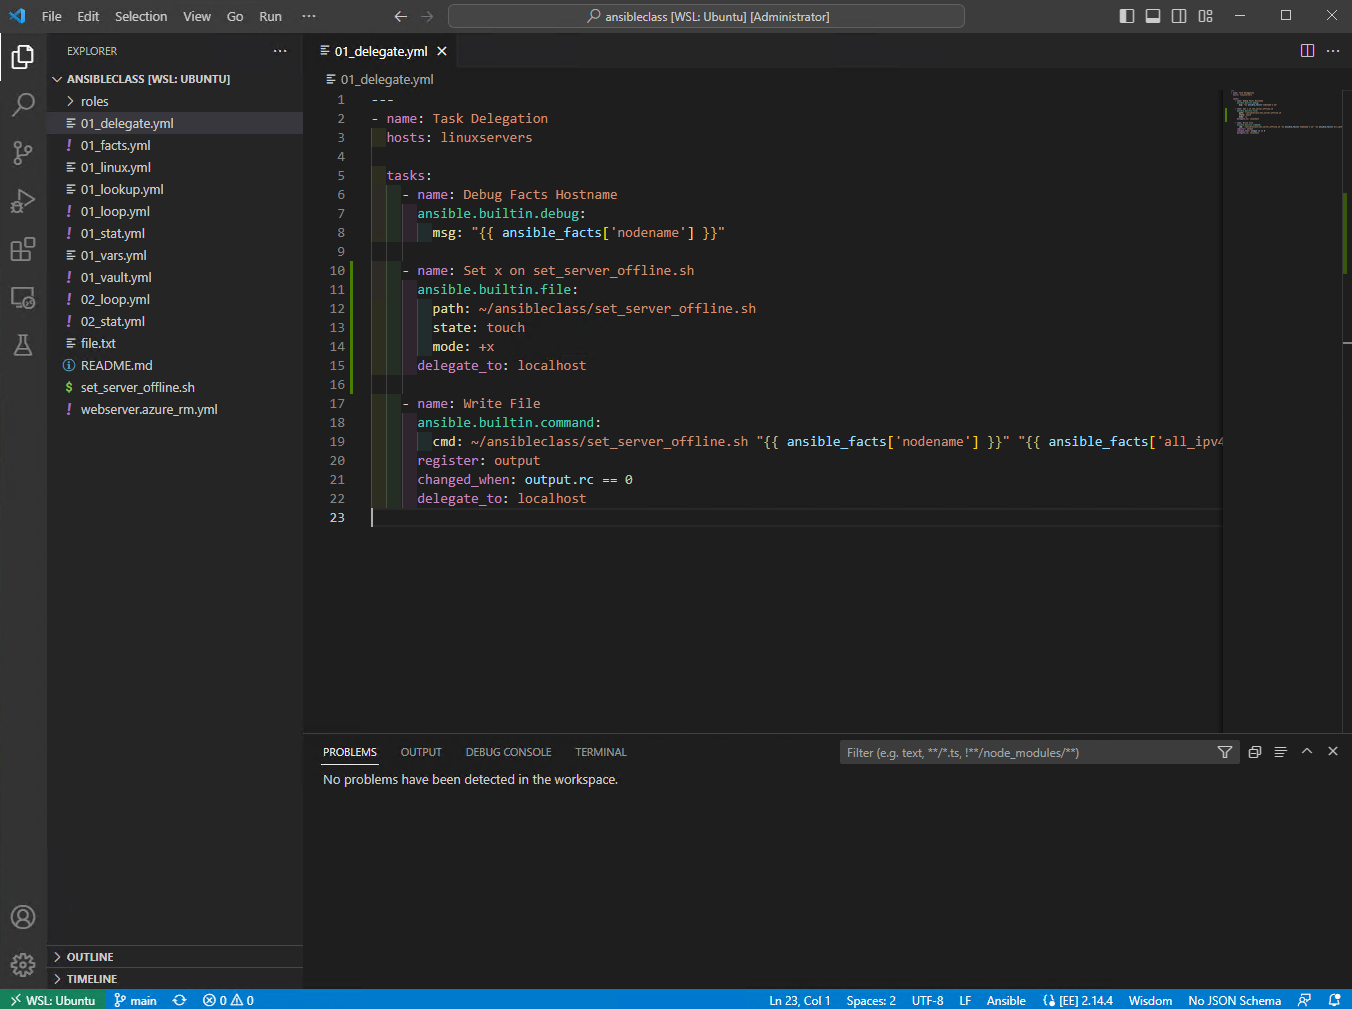 File Edit Selection View Go Run ···
ansibleclass [WSL: Ubuntu] [Administrator]
EXPLORER
ANSIBLECLASS [WSL: UBUNTU]
roles
01_delegate.yml
01_facts.yml
01_linux.yml
01_lookup.yml
01_loop.yml
01_stat.yml
01_vars.yml
01_vault.yml
02_loop.yml
02_stat.yml
file.txt
README.md
set_server_offline.sh
webserver.azure_rm.yml
OUTLINE
TIMELINE
01_delegate.yml
01_delegate.yml
1 ---
2 - name: Task Delegation
3 hosts: linuxservers
4
5 tasks:
6 - name: Debug Facts Hostname
7 ansible.builtin.debug:
8 msg: "{{ ansible_facts['nodename'] }}"
9
10 - name: Set x on set_server_offline.sh
11 ansible.builtin.file:
12 path: ~/ansibleclass/set_server_offline.sh
13 state: touch
14 mode: +x
15 delegate_to: localhost
16
17 - name: Write File
18 ansible.builtin.command:
19 cmd: ~/ansibleclass/set_server_offline.sh "{{ ansible_facts['nodename'] }}" "{{ ansible_facts['all_ipv4
20 register: output
21 changed_when: output.rc == 0
22 delegate_to: localhost
23
PROBLEMS OUTPUT DEBUG CONSOLE TERMINAL
Filter (e.g. text, **/*.ts, !**/node_modules/**)
No problems have been detected in the workspace.
WSL: Ubuntu main 0 0 Ln 23, Col 1 Spaces: 2 UTF-8 LF Ansible [EE] 2.14.4 Wisdom No JSON Schema